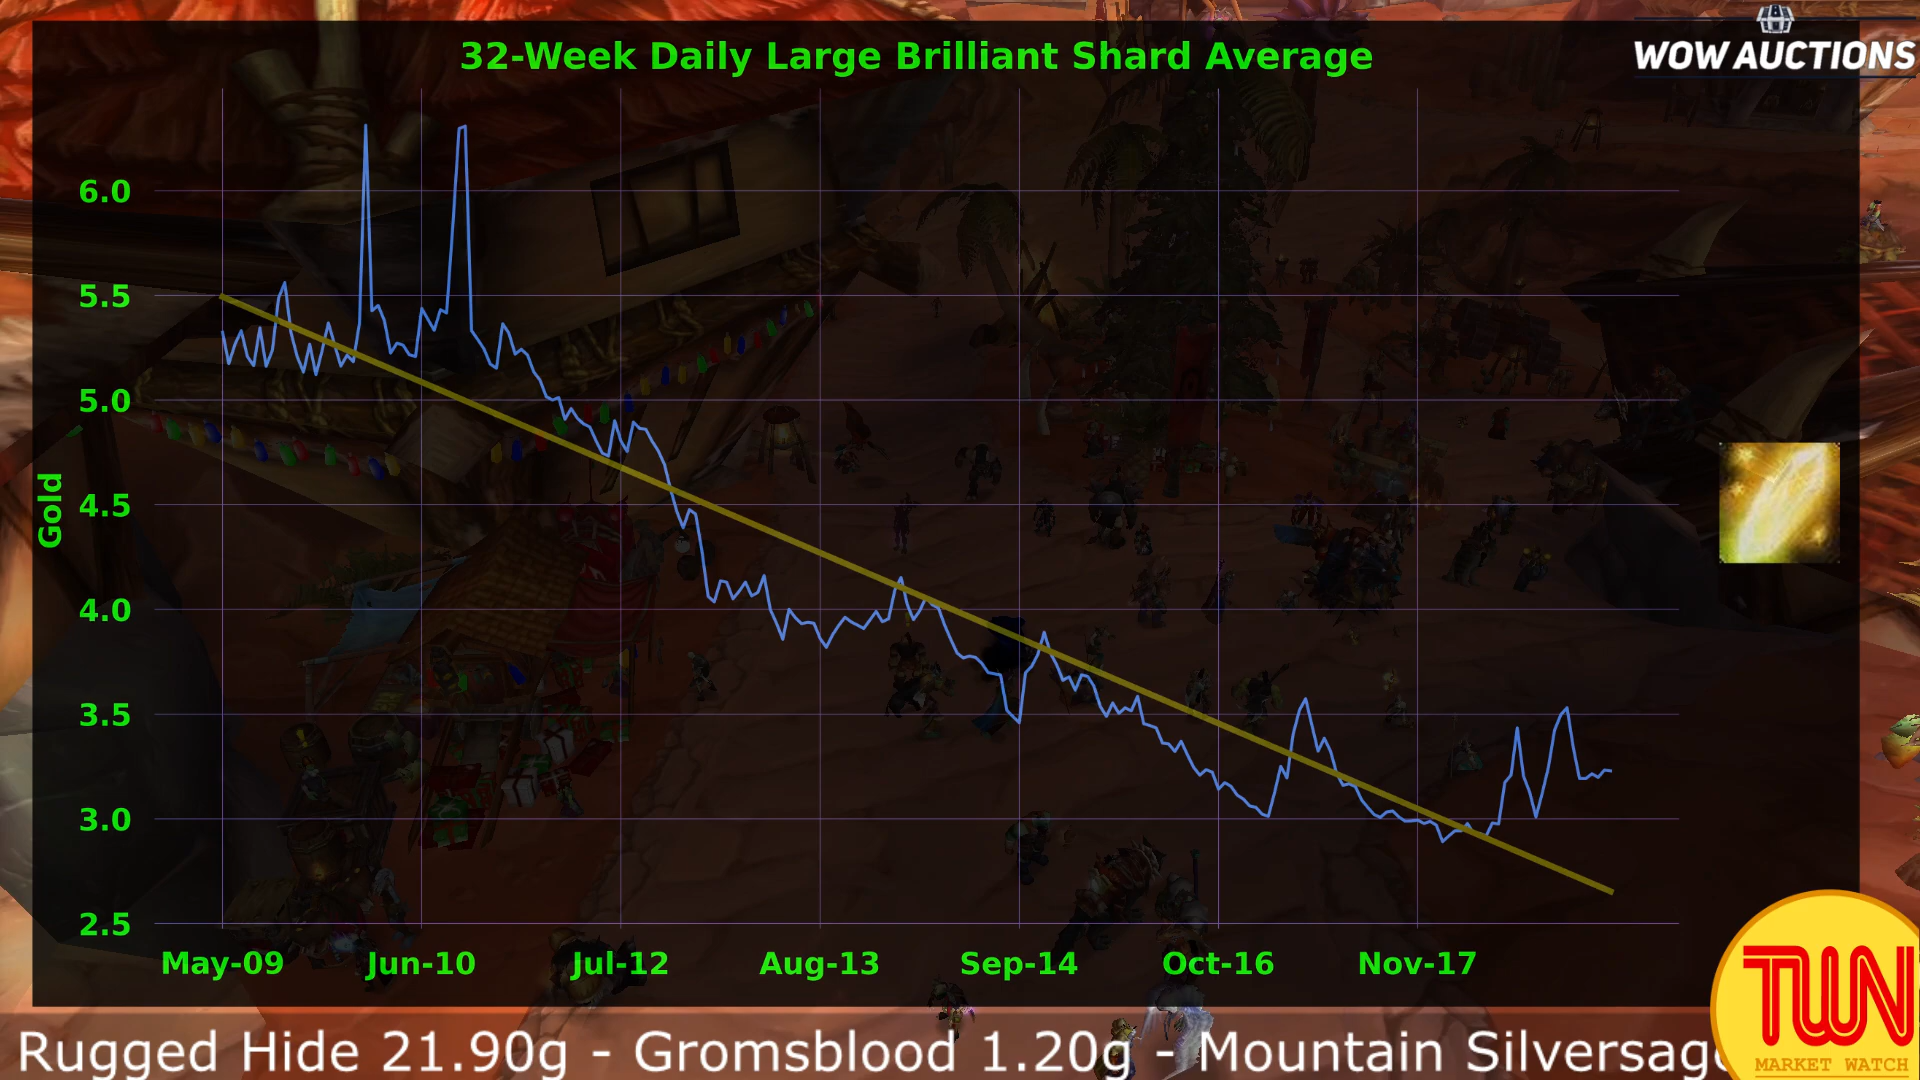 32-Week Daily Large Brilliant Shard Average
WOW AUCTIONS
6.0
5.5
5.0
4.5
4.0
3.5
3.0
2.5
Gold
May-09 Jun-10 Jul-12 Aug-13 Sep-14 Oct-16 Nov-17
Rugged Hide 21.90g - Gromsblood 1.20g - Mountain Silversag
TWN
MARKET WATCH